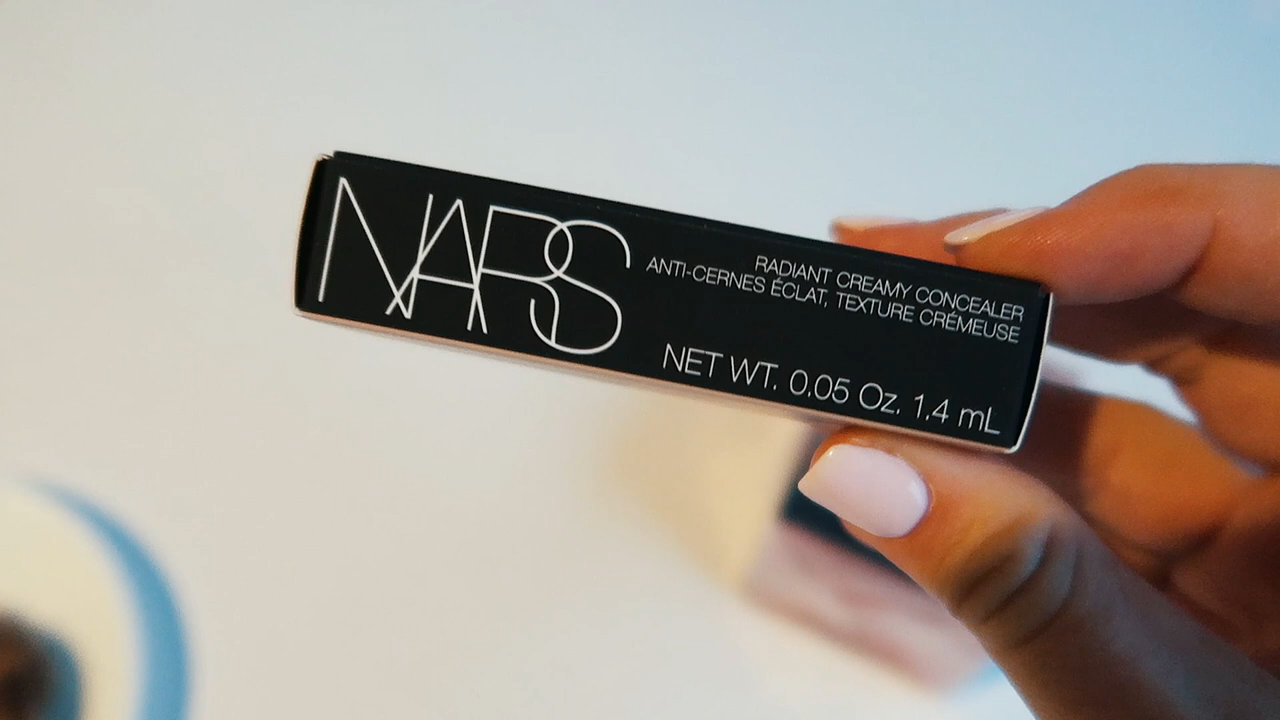 NARS
RADIANT CREAMY CONCEALER
ANTI-CERNES ÉCLAT, TEXTURE CRÉMEUSE
NET WT. 0.05 Oz. 1.4 mL